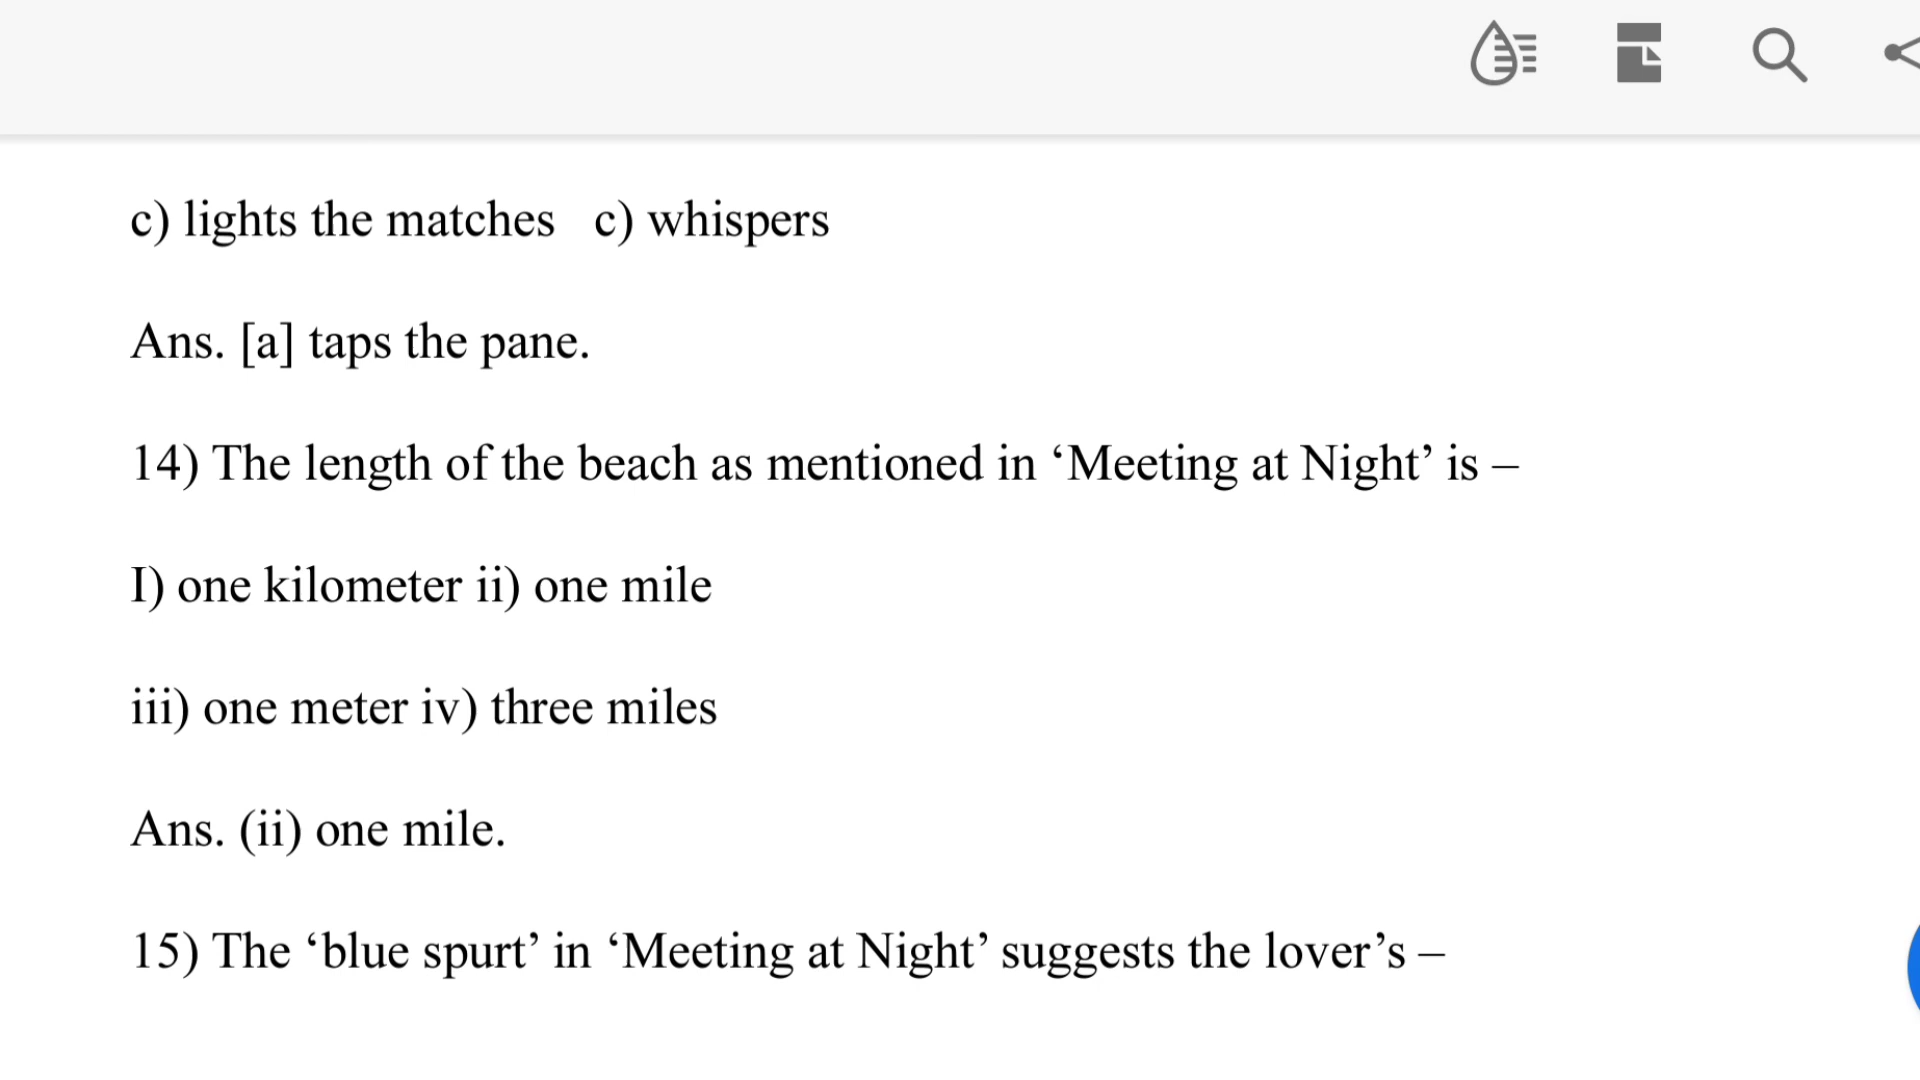 c) lights the matches c) whispers
Ans. [a] taps the pane.
14) The length of the beach as mentioned in ‘Meeting at Night’ is –
I) one kilometer ii) one mile
iii) one meter iv) three miles
Ans. (ii) one mile.
15) The ‘blue spurt’ in ‘Meeting at Night’ suggests the lover’s –